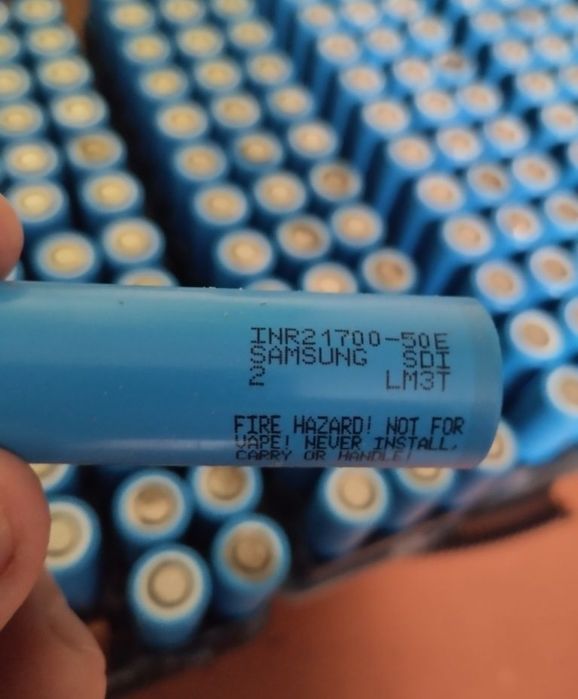 INR21700-50E
SAMSUNG SDI
2 LM3T
FIRE HAZARD! NOT FOR
VAPE! NEVER INSTALL,
CARRY OR HANDLE!